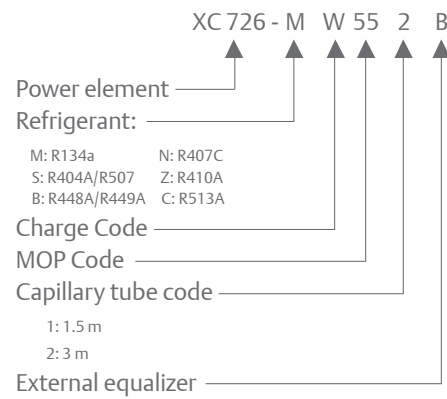 XC 726 - M W 55 2 B
Power element
Refrigerant:
M: R134a N: R407C
S: R404A/R507 Z: R410A
B: R448A/R449A C: R513A
Charge Code
MOP Code
Capillary tube code
1: 1.5 m
2: 3 m
External equalizer